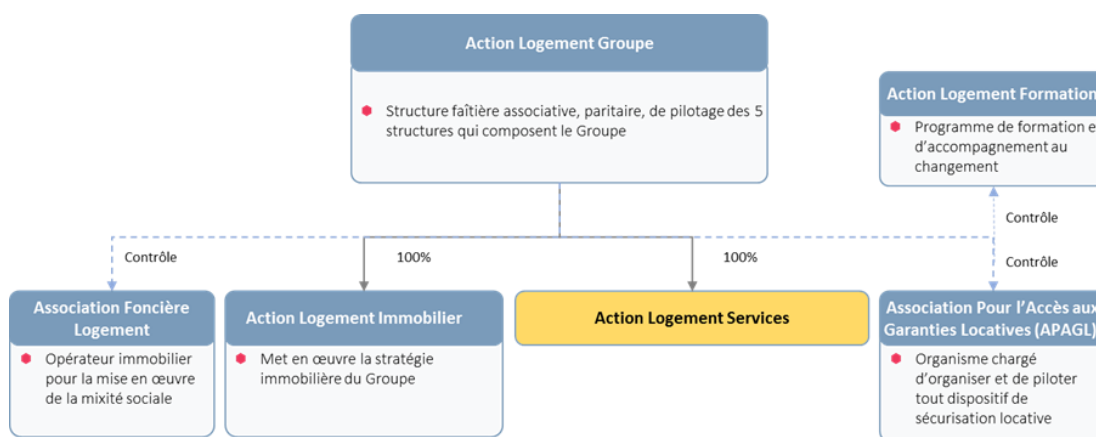 Action Logement Groupe
Structure faîtière associative, paritaire, de pilotage des 5
structures qui composent le Groupe
Action Logement Formation
Programme de formation e
d'accompagnement au
changement
Contrôle
Contrôle
100%
100%
Contrôle
Association Foncière
Logement
Opérateur immobilier
pour la mise en œuvre
de la mixité sociale
Action Logement Immobilier
Met en œuvre la stratégie
immobilière du Groupe
Action Logement Services
Association Pour l'Accès aux
Garanties Locatives (APAGL)
Organisme chargé
d'organiser et de piloter
tout dispositif de
sécurisation locative